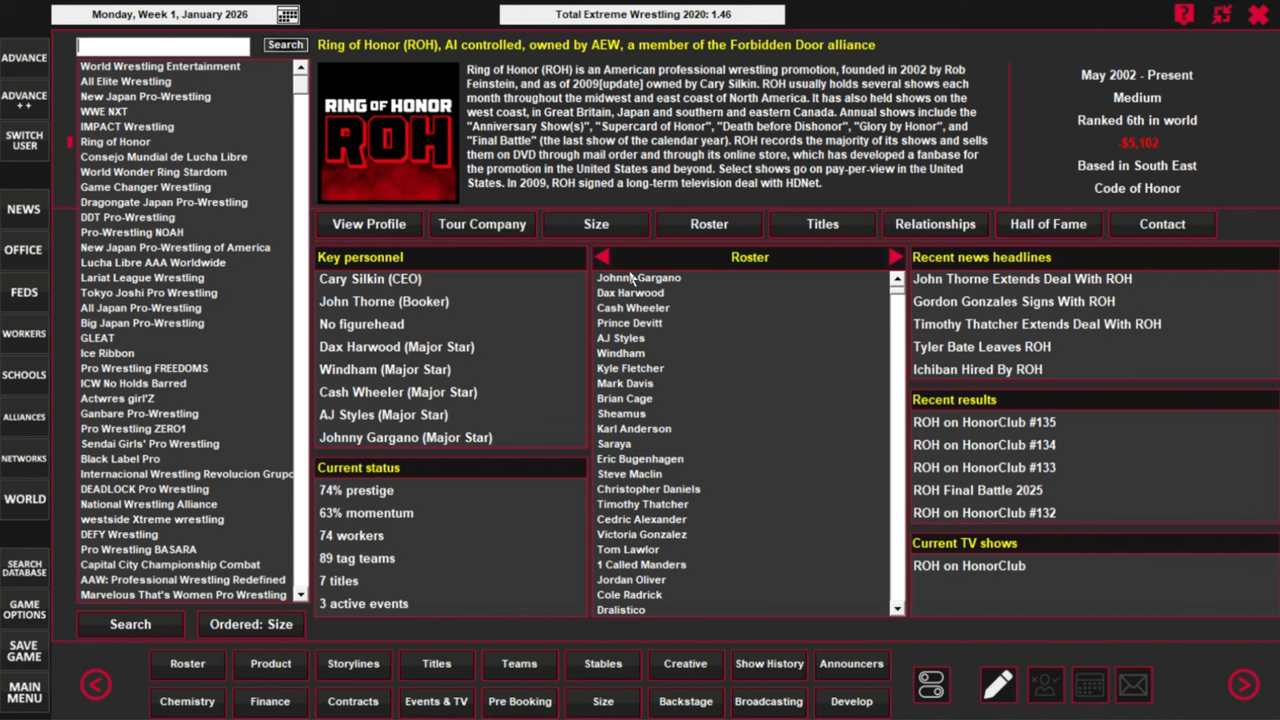 Monday, Week 1, January 2026
Total Extreme Wrestling 2020: 1.46
ADVANCE
ADVANCE
+ +
SWITCH
USER
NEWS
OFFICE
FEDS
WORKERS
SCHOOLS
ALLIANCES
NETWORKS
WORLD
SEARCH
DATABASE
GAME
OPTIONS
SAVE
GAME
MAIN
MENU
Search
World Wrestling Entertainment
All Elite Wrestling
New Japan Pro-Wrestling
WWE NXT
IMPACT Wrestling
Ring of Honor
Consejo Mundial de Lucha Libre
World Wonder Ring Stardom
Game Changer Wrestling
Dragongate Japan Pro-Wrestling
DDT Pro-Wrestling
Pro-Wrestling NOAH
New Japan Pro-Wrestling of America
Lucha Libre AAA Worldwide
Lariat League Wrestling
Tokyo Joshi Pro-Wrestling
All Japan Pro-Wrestling
Big Japan Pro-Wrestling
GLEAT
Ice Ribbon
Pro Wrestling FREEDOMS
ICW No Holds Barred
Actwres girl'Z
Ganbare Pro-Wrestling
Pro Wrestling ZERO1
Sendai Girls' Pro Wrestling
Black Label Pro
Internacional Wrestling Revolucion Grupo
DEADLOCK Pro Wrestling
National Wrestling Alliance
westside Xtreme wrestling
DEFY Wrestling
Pro Wrestling BASARA
Capital City Championship Combat
AAW: Professional Wrestling Redefined
Marvelous That's Women Pro Wrestling
Search
Ordered: Size
Ring of Honor (ROH), AI controlled, owned by AEW, a member of the Forbidden Door alliance
RING OF HONOR
ROH
Ring of Honor (ROH) is an American professional wrestling promotion, founded in 2002 by Rob
Feinstein, and as of 2009[update] owned by Cary Silkin. ROH usually holds several shows each
month throughout the midwest and east coast of North America. It has also held shows on the
west coast, in Great Britain, Japan and southern and eastern Canada. Annual shows include the
"Anniversary Show(s)", "Supercard of Honor", "Death before Dishonor", "Glory by Honor", and
"Final Battle" (the last show of the calendar year). ROH records the majority of its shows and sells
them on DVD through mail order and through its online store, which has developed a fanbase for
the promotion in the United States and beyond. Select shows go on pay-per-view in the United
States. In 2009, ROH signed a long-term television deal with HDNet.
May 2002 - Present
Medium
Ranked 6th in world
-$5,102
Based in South East
Code of Honor
View Profile
Tour Company
Size
Roster
Titles
Relationships
Hall of Fame
Contact
Key personnel
Cary Silkin (CEO)
John Thorne (Booker)
No figurehead
Dax Harwood (Major Star)
Windham (Major Star)
Cash Wheeler (Major Star)
AJ Styles (Major Star)
Johnny Gargano (Major Star)
Current status
74% prestige
63% momentum
74 workers
89 tag teams
7 titles
3 active events
Roster
Johnny Gargano
Dax Harwood
Cash Wheeler
Prince Devitt
AJ Styles
Windham
Kyle Fletcher
Mark Davis
Brian Cage
Sheamus
Karl Anderson
Saraya
Eric Bugenhagen
Steve Maclin
Christopher Daniels
Timothy Thatcher
Cedric Alexander
Victoria Gonzalez
Tom Lawlor
1 Called Manders
Jordan Oliver
Cole Radrick
Dralistico
Recent news headlines
John Thorne Extends Deal With ROH
Gordon Gonzales Signs With ROH
Timothy Thatcher Extends Deal With ROH
Tyler Bate Leaves ROH
Ichiban Hired By ROH
Recent results
ROH on HonorClub #135
ROH on HonorClub #134
ROH on HonorClub #133
ROH Final Battle 2025
ROH on HonorClub #132
Current TV shows
ROH on HonorClub
Roster
Product
Storylines
Titles
Teams
Stables
Creative
Show History
Announcers
Chemistry
Finance
Contracts
Events & TV
Pre Booking
Size
Backstage
Broadcasting
Develop